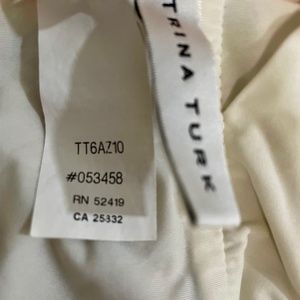 TRINA TURK
TT6AZ10
#053458
RN 52419
CA 25332